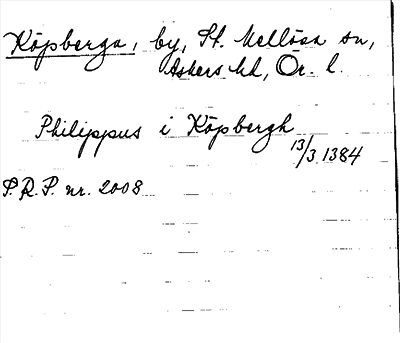 Köpberga, by, St. Mellösa sn,
Askers hd, Ör. l.
Philippus i Köpbergh
13/3 1384
P.R.P. nr. 2008